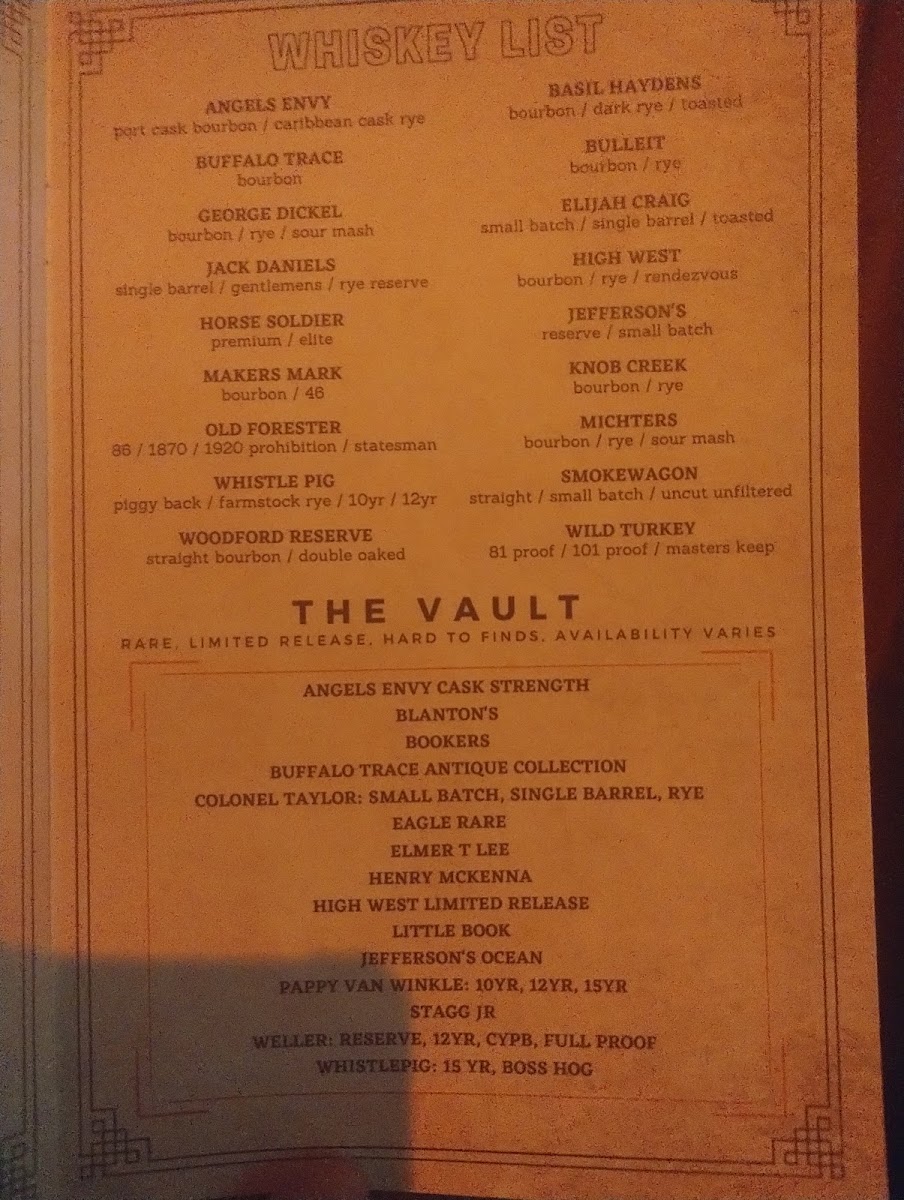 WHISKEY LIST
ANGELS ENVY
port cask bourbon / caribbean cask rye
BUFFALO TRACE
bourbon
GEORGE DICKEL
bourbon / rye / sour mash
JACK DANIELS
single barrel / gentlemens / rye reserve
HORSE SOLDIER
premium / elite
MAKERS MARK
bourbon / 46
OLD FORESTER
86 / 1870 / 1920 prohibition / statesman
WHISTLE PIG
piggy back / farmstock rye / 10yr / 12yr
WOODFORD RESERVE
straight bourbon / double oaked
BASIL HAYDENS
bourbon / dark rye / toasted
BULLEIT
bourbon / rye
ELIJAH CRAIG
small batch / single barrel / toasted
HIGH WEST
bourbon / rye / rendezvous
JEFFERSON'S
reserve / small batch
KNOB CREEK
bourbon / rye
MICHTERS
bourbon / rye / sour mash
SMOKEWAGON
straight / small batch / uncut unfiltered
WILD TURKEY
81 proof / 101 proof / masters keep
THE VAULT
RARE, LIMITED RELEASE, HARD TO FINDS, AVAILABILITY VARIES
ANGELS ENVY CASK STRENGTH
BLANTON'S
BOOKERS
BUFFALO TRACE ANTIQUE COLLECTION
COLONEL TAYLOR: SMALL BATCH, SINGLE BARREL, RYE
EAGLE RARE
ELMER T LEE
HENRY MCKENNA
HIGH WEST LIMITED RELEASE
LITTLE BOOK
JEFFERSON'S OCEAN
PAPPY VAN WINKLE: 10YR, 12YR, 15YR
STAGG JR
WELLER: RESERVE, 12YR, CYPB, FULL PROOF
WHISTLEPIG: 15 YR, BOSS HOG